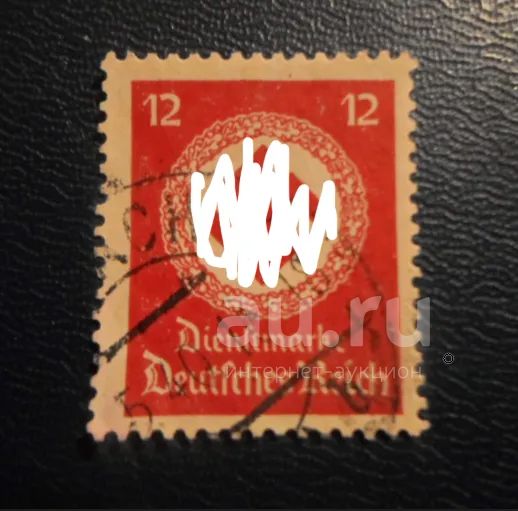 12 12
au.ru
Dienstmarke
интернет-аукцион
Deutsches Reich